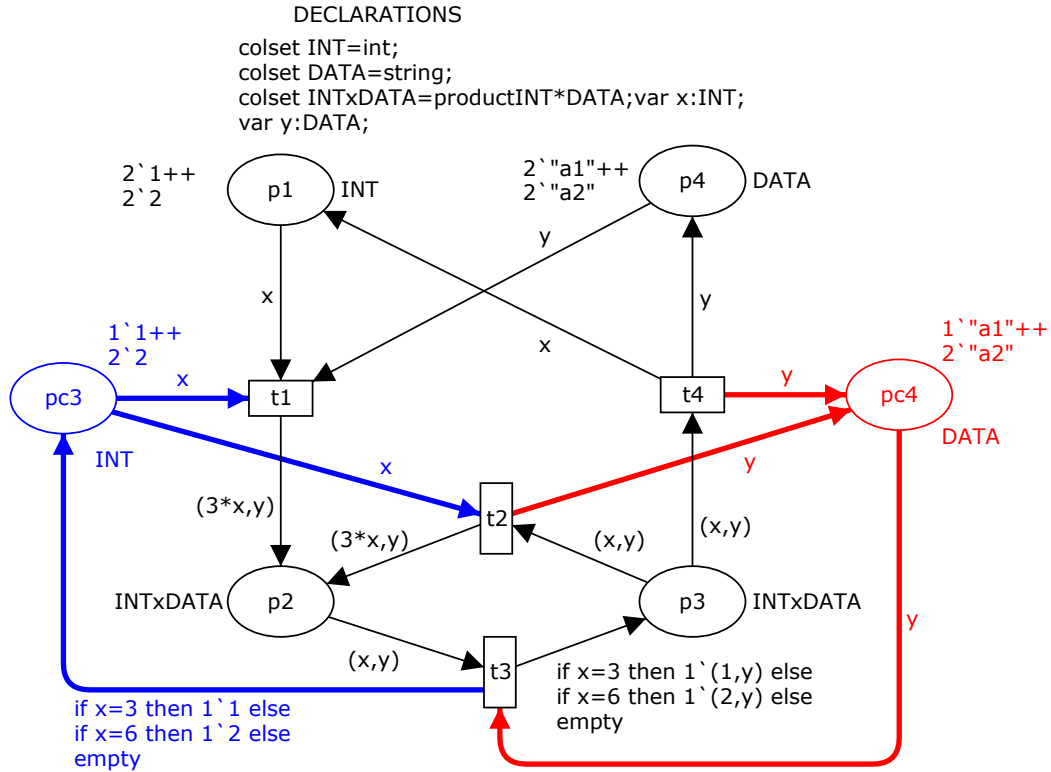 DECLARATIONS
colset INT=int;
colset DATA=string;
colset INTxDATA=productINT*DATA;var x:INT;
var y:DATA;
2`1++
2`2
p1
INT
2`"a1"++
2`"a2"
p4
DATA
y
x
y
x
1`1++
2`2
pc3
INT
x
t1
t4
y
1`"a1"++
2`"a2"
pc4
DATA
x
y
(3*x,y)
t2
(3*x,y)
(x,y)
(x,y)
INTxDATA
p2
p3
INTxDATA
y
(x,y)
t3
if x=3 then 1`(1,y) else
if x=6 then 1`(2,y) else
empty
if x=3 then 1`1 else
if x=6 then 1`2 else
empty